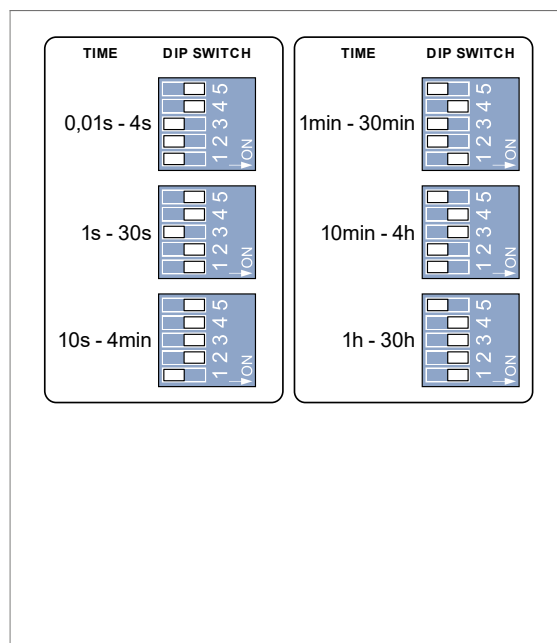 TIME DIP SWITCH
0,01s - 4s
1 2 3 4 5
ON
1s - 30s
1 2 3 4 5
ON
10s - 4min
1 2 3 4 5
ON
TIME DIP SWITCH
1min - 30min
1 2 3 4 5
ON
10min - 4h
1 2 3 4 5
ON
1h - 30h
1 2 3 4 5
ON